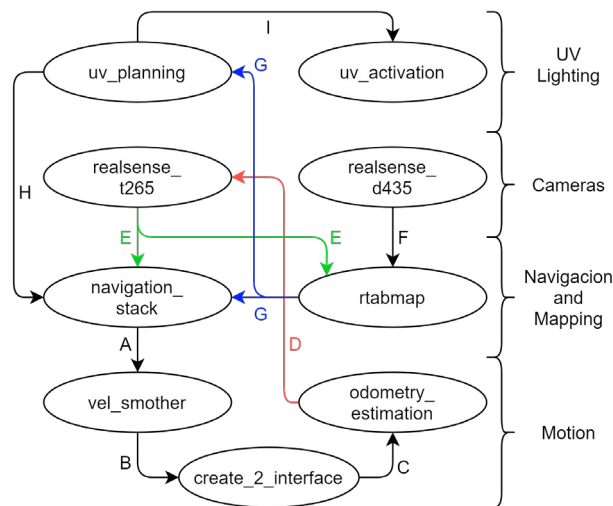 I
uv_planning
G
uv_activation
UV
Lighting
realsense_
t265
realsense_
d435
H
Cameras
E
E
F
navigation_
stack
G
rtabmap
Navigacion
and
Mapping
A
D
vel_smother
odometry_
estimation
Motion
B
create_2_interface
C